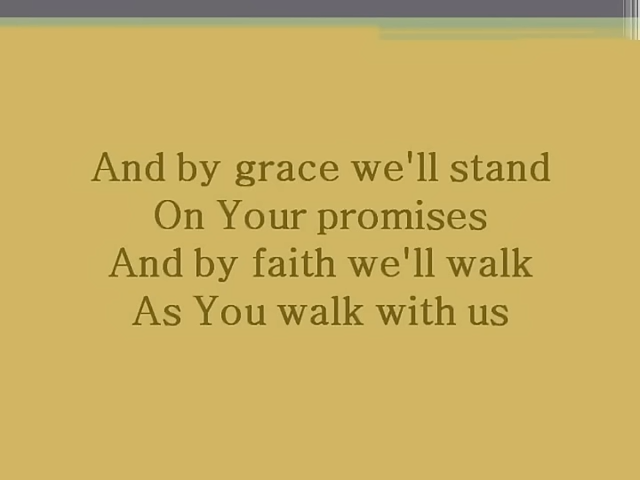 And by grace we'll stand
On Your promises
And by faith we'll walk
As You walk with us